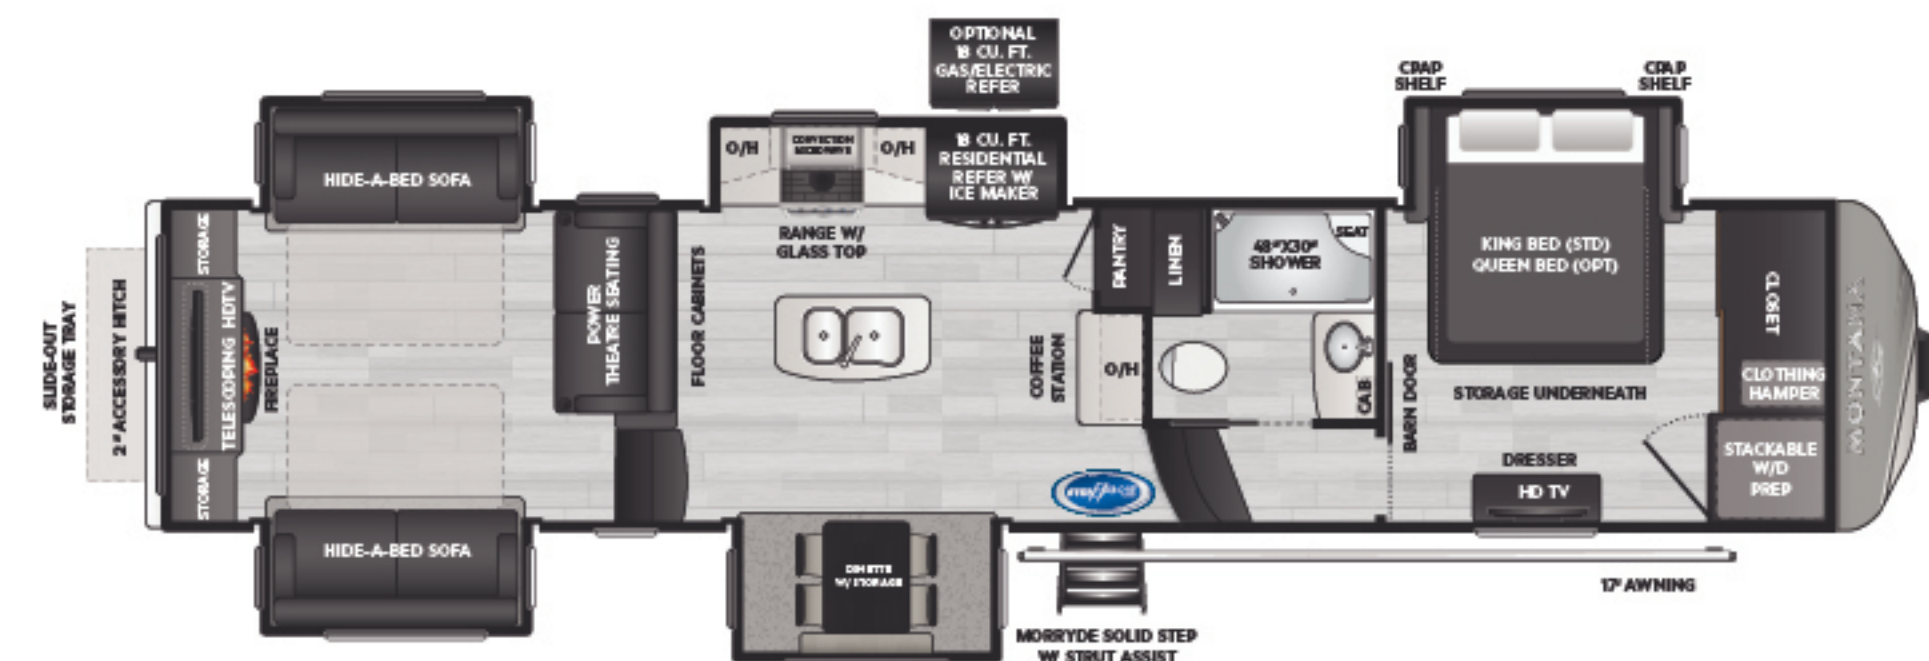 OPTIONAL
18 CU. FT.
GAS/ELECTRIC
REFER
CPAP
SHELF
CPAP
SHELF
O/H
CONVECTION
MICROWAVE
O/H
18 CU. FT.
RESIDENTIAL
REFER W/
ICE MAKER
HIDE-A-BED SOFA
RANGE W/
GLASS TOP
SLIDE-OUT
STORAGE TRAY
2" ACCESSORY HITCH
STORAGE
TELESCOPING HDTV
STORAGE
FIREPLACE
POWER
THEATRE SEATING
FLOOR CABINETS
COFFEE
STATION
O/H
PANTRY
LINEN
48"X30"
SHOWER
SEAT
CAB
BARN DOOR
KING BED (STD)
QUEEN BED (OPT)
STORAGE UNDERNEATH
CLOSET
CLOTHING
HAMPER
MONTANA
DRESSER
HD TV
STACKABLE
W/D
PREP
HIDE-A-BED SOFA
DINETTE
W/ STORAGE
17' AWNING
MORRYDE SOLID STEP
W/ STRUT ASSIST